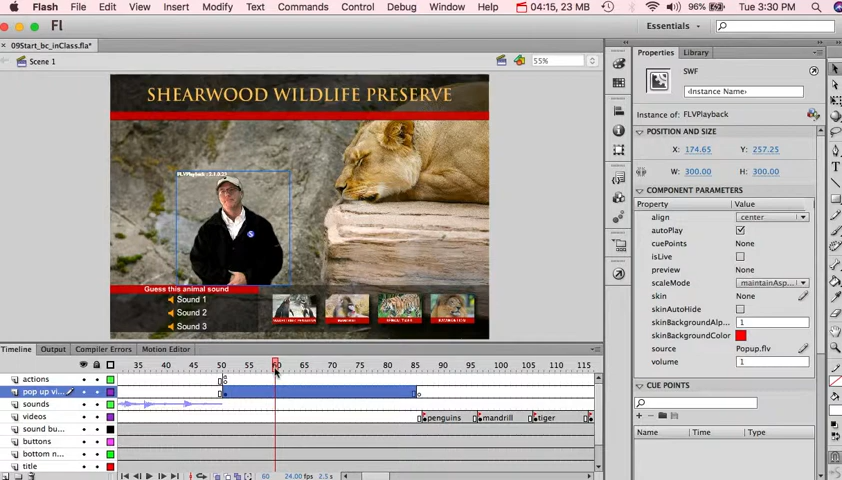 Flash File Edit View Insert Modify Text Commands Control Debug Window Help 04:15, 23 MB 96% Tue 3:30 PM
Fl Essentials
× 09Start_bc_inClass.fla*
Scene 1 55%
Properties Library
SWF
<Instance Name>
Instance of: FLVPlayback
POSITION AND SIZE
X: 174.65 Y: 257.25
W: 300.00 H: 300.00
COMPONENT PARAMETERS
Property Value
align center
autoPlay
cuePoints None
isLive
preview None
scaleMode maintainAsp...
skin None
skinAutoHide
skinBackgroundAlp... 1
skinBackgroundColor
source Popup.flv
volume 1
CUE POINTS
Name Type
SHEARWOOD WILDLIFE PRESERVE
Guess this animal sound
Sound 1
Sound 2
Sound 3
Timeline Output Compiler Errors Motion Editor
35 40 45 50 55 60 65 70 75 80 85 90 95 100 105 110 115
actions
pop up vi...
sounds
videos penguins mandrill tiger
sound bu...
buttons
bottom n...
title
60 24.00 fps 2.5 s